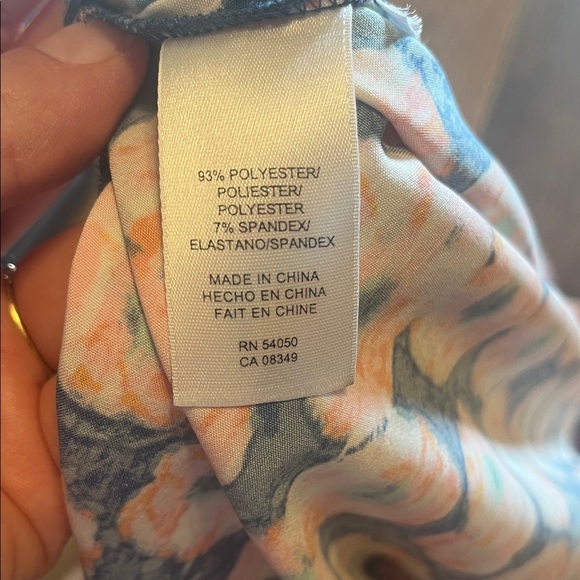 93% POLYESTER/
POLIESTER/
POLYESTER
7% SPANDEX/
ELASTANO/SPANDEX
MADE IN CHINA
HECHO EN CHINA
FAIT EN CHINE
RN 54050
CA 08349